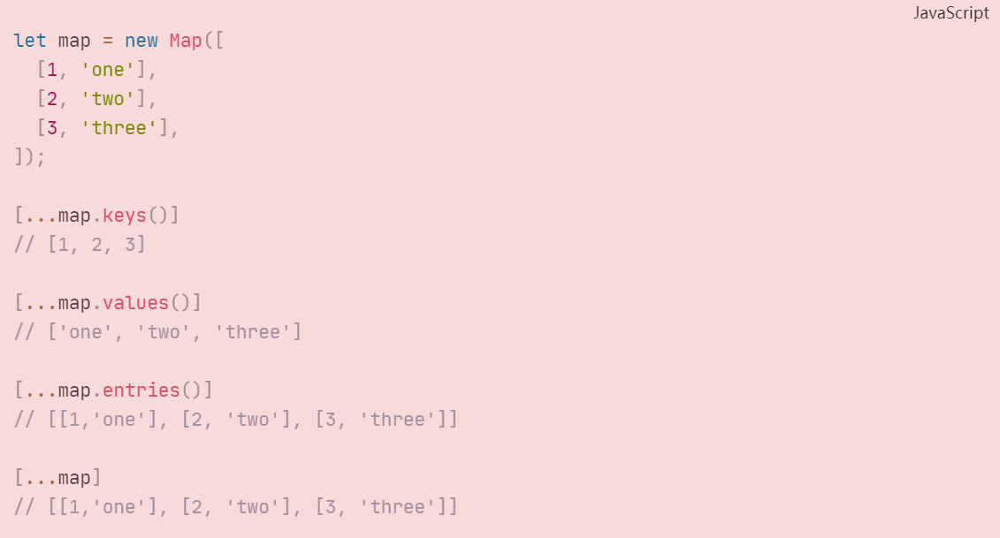 JavaScript
let map = new Map([
  [1, 'one'],
  [2, 'two'],
  [3, 'three'],
]);
[...map.keys()]
// [1, 2, 3]
[...map.values()]
// ['one', 'two', 'three']
[...map.entries()]
// [[1,'one'], [2, 'two'], [3, 'three']]
[...map]
// [[1,'one'], [2, 'two'], [3, 'three']]